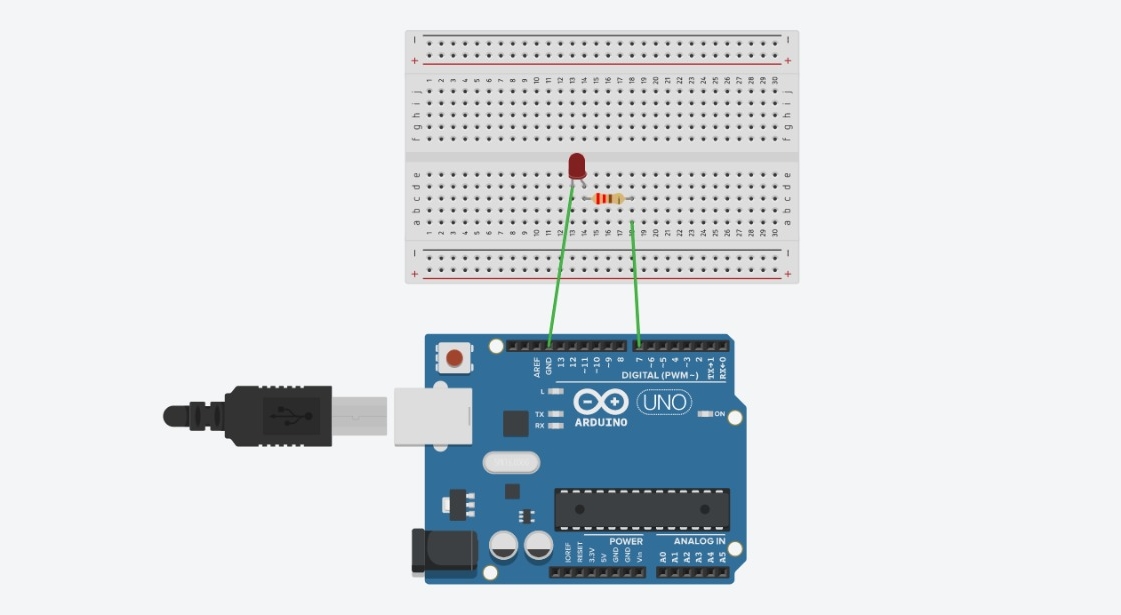 − −
+ +
1 2 3 4 5 6 7 8 9 10 11 12 13 14 15 16 17 18 19 20 21 22 23 24 25 26 27 28 29 30
j j
i i
h h
g g
f f
e e
d d
c c
b b
a a
1 2 3 4 5 6 7 8 9 10 11 12 13 14 15 16 17 18 19 20 21 22 23 24 25 26 27 28 29 30
− −
+ +
AREF GND 13 12 ~11 ~10 ~9 8 7 ~6 ~5 4 ~3 2 TX→1 RX←0
DIGITAL (PWM~)
L
TX
RX
ARDUINO
UNO
ON
POWER
ANALOG IN
IOREF RESET 3.3V 5V GND GND Vin A0 A1 A2 A3 A4 A5